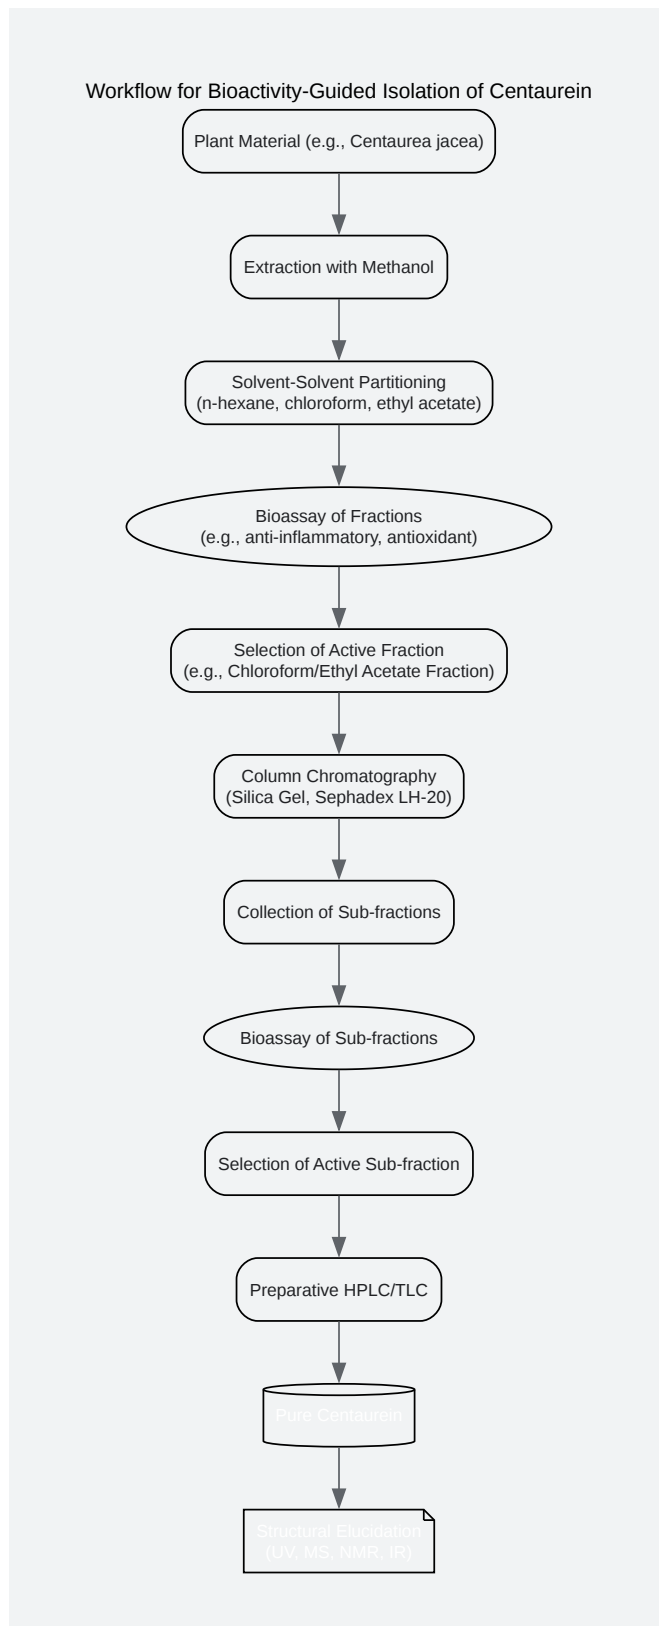 Workflow for Bioactivity-Guided Isolation of Centaurein
Plant Material (e.g., Centaurea jacea)
Extraction with Methanol
Solvent-Solvent Partitioning
(n-hexane, chloroform, ethyl acetate)
Bioassay of Fractions
(e.g., anti-inflammatory, antioxidant)
Selection of Active Fraction
(e.g., Chloroform/Ethyl Acetate Fraction)
Column Chromatography
(Silica Gel, Sephadex LH-20)
Collection of Sub-fractions
Bioassay of Sub-fractions
Selection of Active Sub-fraction
Preparative HPLC/TLC
Pure Centaurein
Structural Elucidation
(UV, MS, NMR, IR)